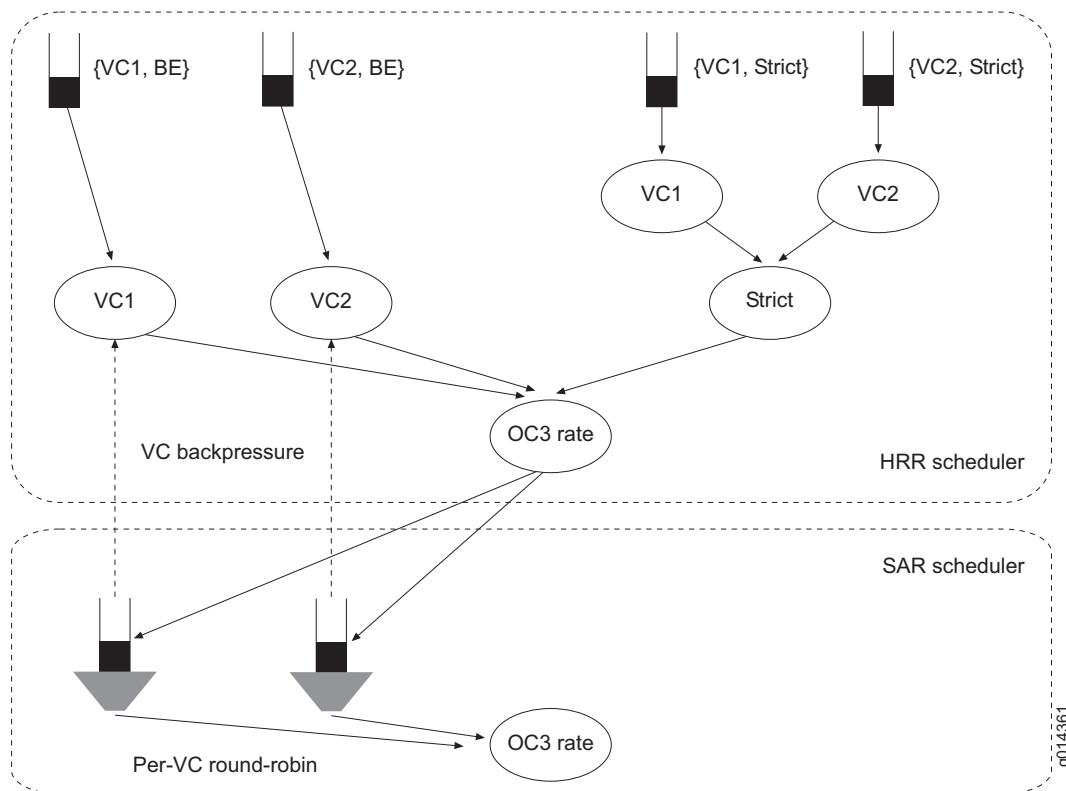 {VC1, BE}
{VC2, BE}
{VC1, Strict}
{VC2, Strict}
VC1
VC2
VC1
VC2
Strict
OC3 rate
VC backpressure
HRR scheduler
SAR scheduler
OC3 rate
Per-VC round-robin
g014361